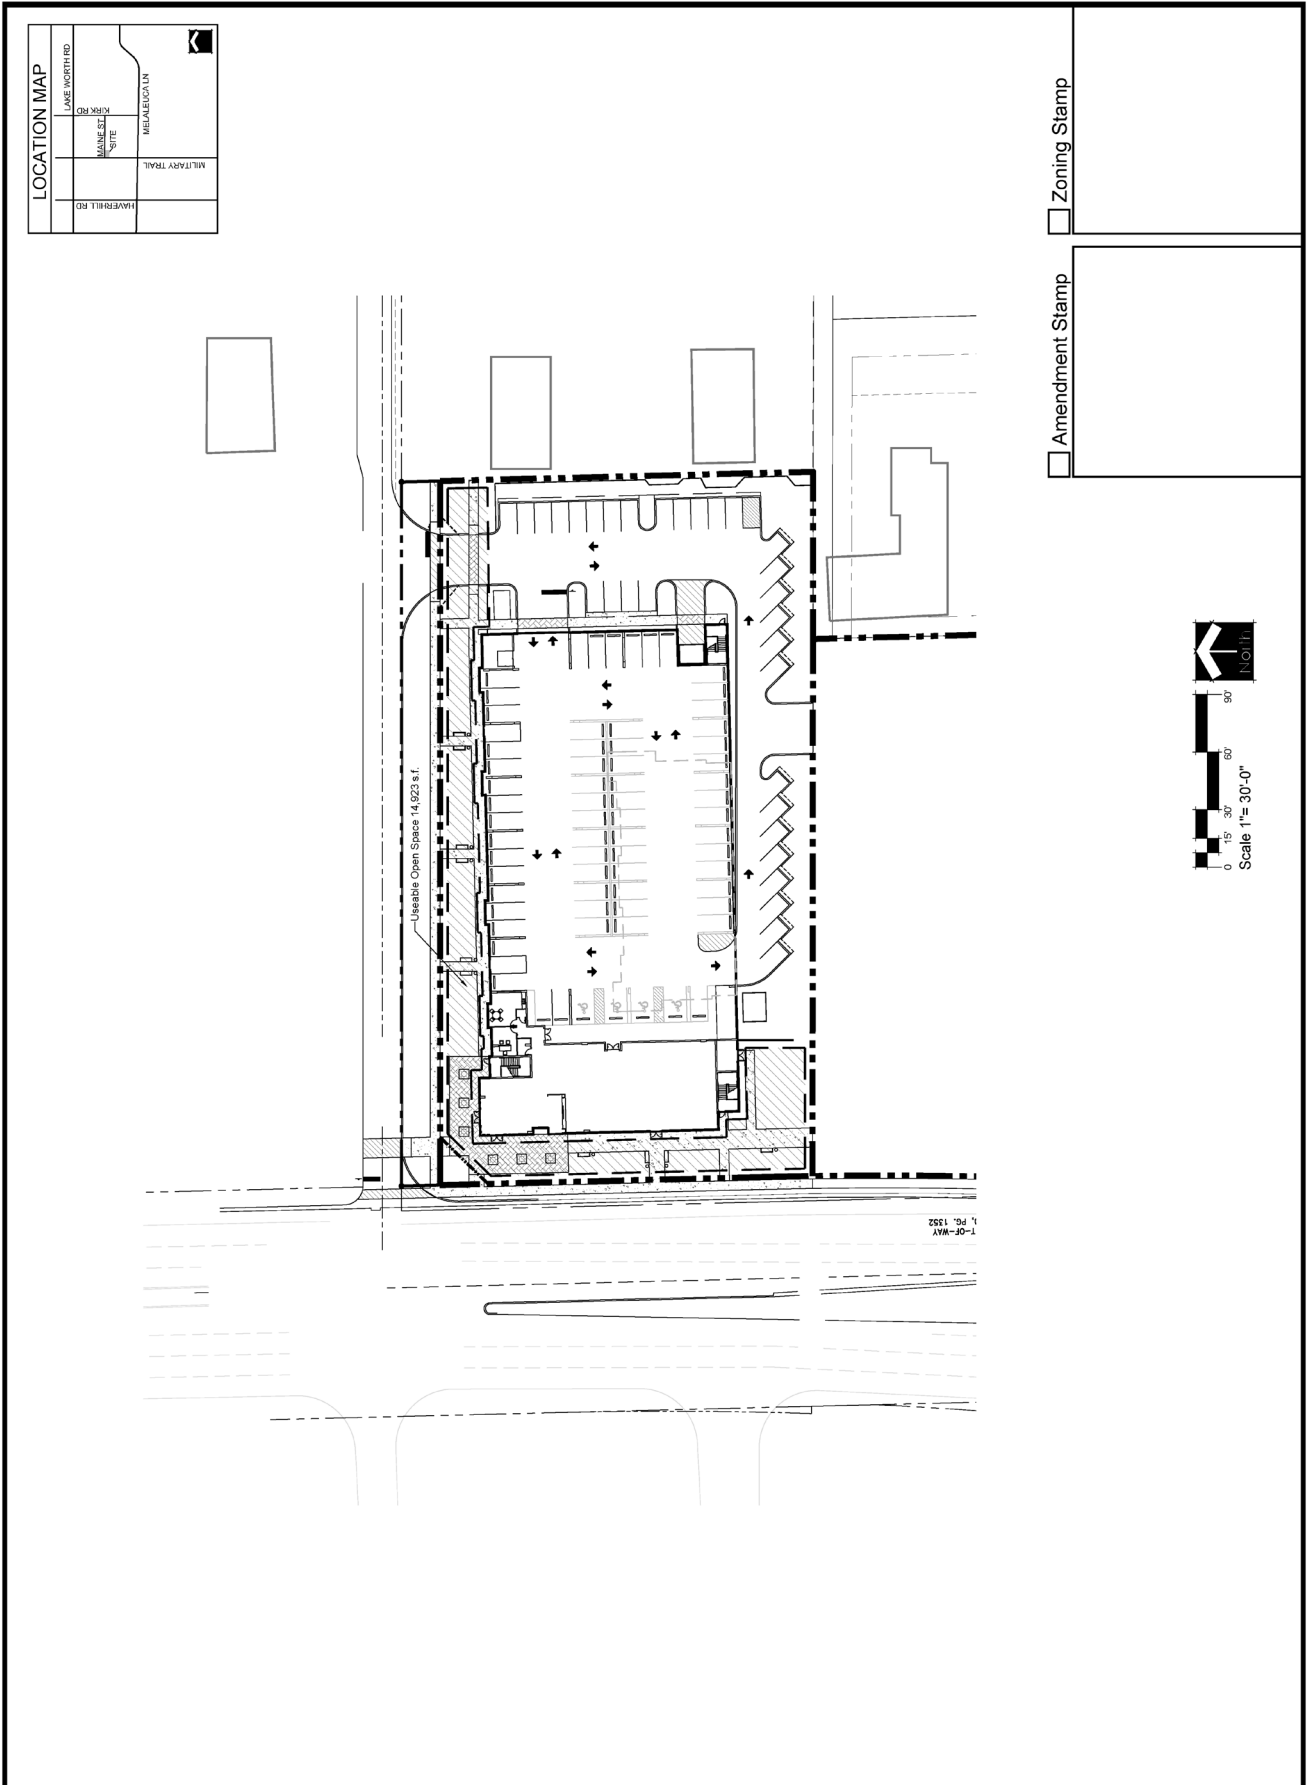 LOCATION MAP
LAKE WORTH RD
KIRK RD
MAINE ST
SITE
MELALEUCA LN
MILITARY TRAIL
HAVERHILL RD
Zoning Stamp
Amendment Stamp
Useable Open Space 14,923 s.f.
North
0 15' 30' 60' 90'
Scale 1"= 30'-0"
T-OF-WAY
), PG. 1352